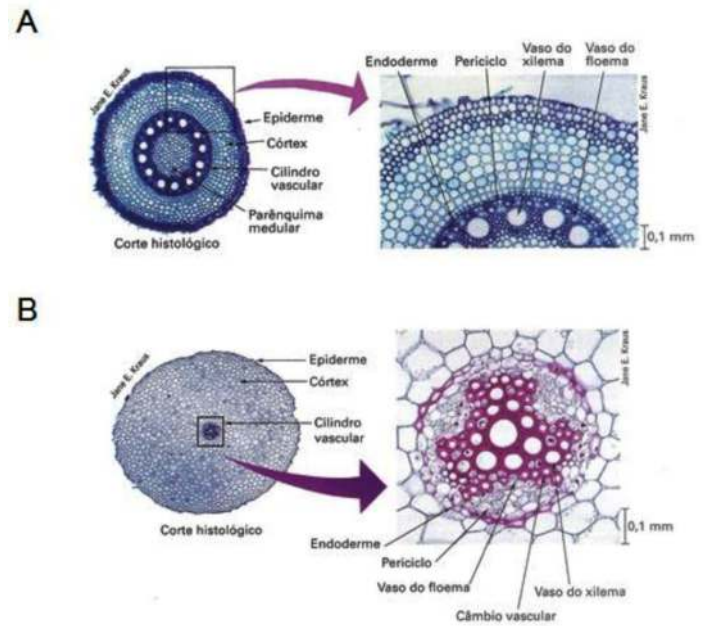 A
Jane E. Kraus
Epiderme
Córtex
Cilindro
vascular
Parênquima
medular
Corte histológico
Endoderme
Periciclo
Vaso do
xilema
Vaso do
floema
Jane E. Kraus
0,1 mm
B
Jane E. Kraus
Epiderme
Córtex
Cilindro
vascular
Corte histológico
Jane E. Kraus
0,1 mm
Endoderme
Periciclo
Vaso do floema
Câmbio vascular
Vaso do xilema